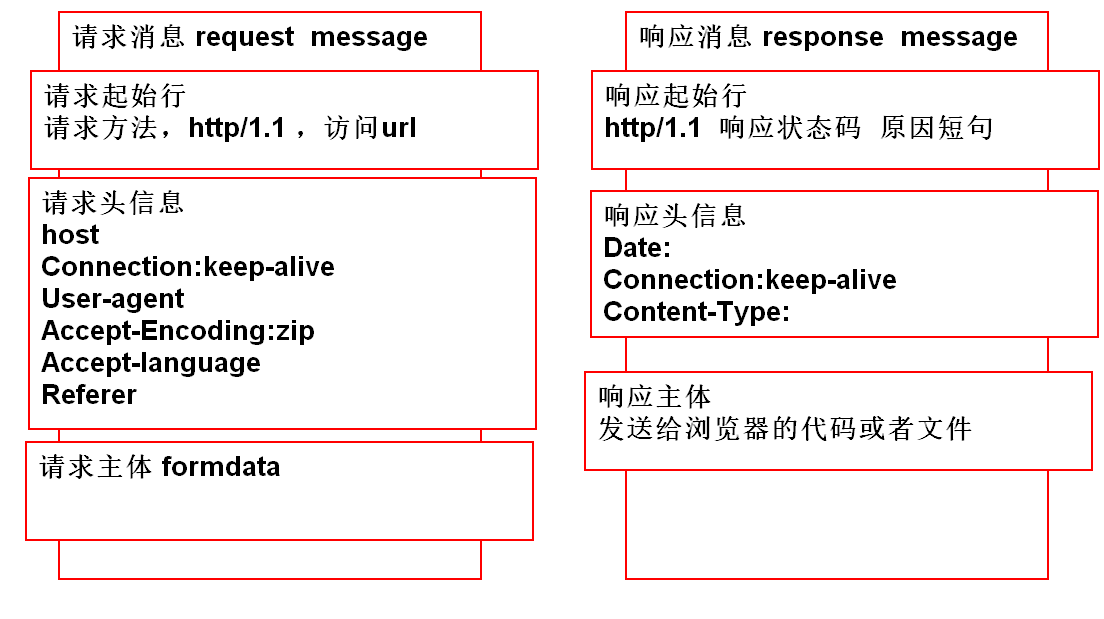 请求消息 request message
请求起始行
请求方法，http/1.1 ，访问url
请求头信息
host
Connection:keep-alive
User-agent
Accept-Encoding:zip
Accept-language
Referer
请求主体 formdata
响应消息 response message
响应起始行
http/1.1 响应状态码 原因短句
响应头信息
Date:
Connection:keep-alive
Content-Type:
响应主体
发送给浏览器的代码或者文件